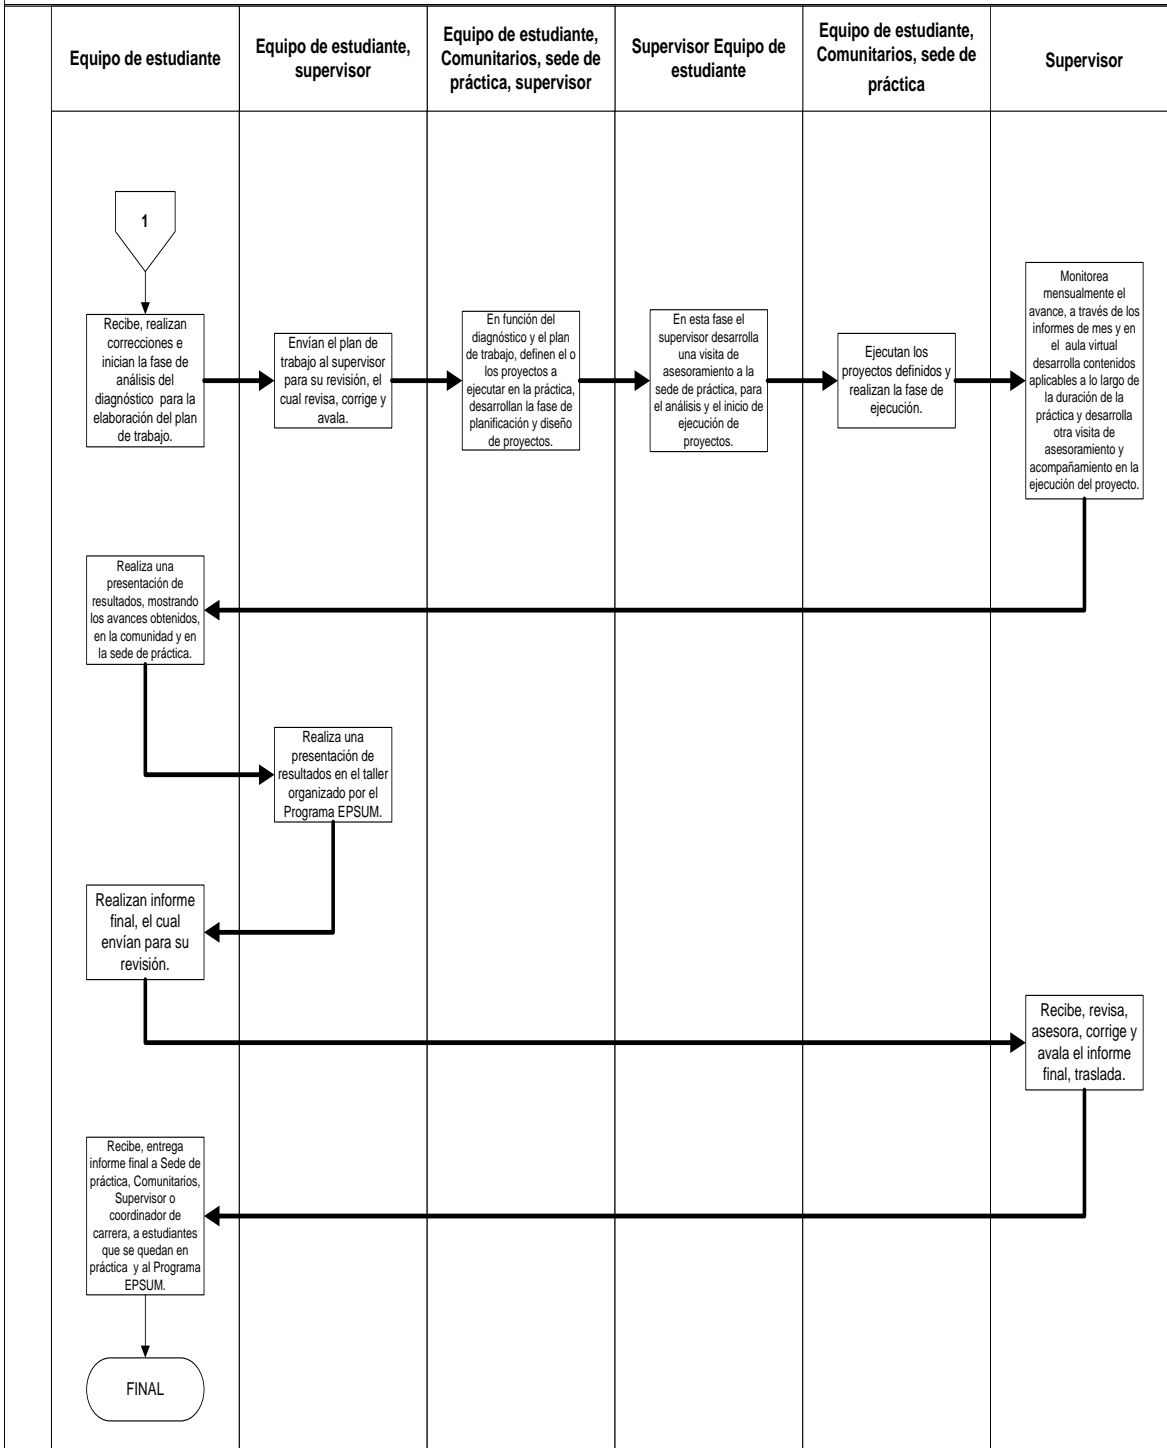 Equipo de estudiante
Equipo de estudiante,
supervisor
Equipo de estudiante,
Comunitarios, sede de
práctica, supervisor
Supervisor Equipo de
estudiante
Equipo de estudiante,
Comunitarios, sede de
práctica
Supervisor
1
Recibe, realizan
correcciones e
inician la fase de
análisis del
diagnóstico para la
elaboración del plan
de trabajo.
Envían el plan de
trabajo al supervisor
para su revisión, el
cual revisa, corrige y
avala.
En función del
diagnóstico y el plan
de trabajo, definen el o
los proyectos a
ejecutar en la práctica,
desarrollan la fase de
planificación y diseño
de proyectos.
En esta fase el
supervisor desarrolla
una visita de
asesoramiento a la
sede de práctica, para
el análisis y el inicio de
ejecución de
proyectos.
Ejecutan los
proyectos definidos y
realizan la fase de
ejecución.
Monitorea
mensualmente el
avance, a través de los
informes de mes y en
el aula virtual
desarrolla contenidos
aplicables a lo largo de
la duración de la
práctica y desarrolla
otra visita de
asesoramiento y
acompañamiento en la
ejecución del proyecto.
Realiza una
presentación de
resultados, mostrando
los avances obtenidos,
en la comunidad y en
la sede de práctica.
Realiza una
presentación de
resultados en el taller
organizado por el
Programa EPSUM.
Realizan informe
final, el cual
envían para su
revisión.
Recibe, revisa,
asesora, corrige y
avala el informe
final, traslada.
Recibe, entrega
informe final a Sede de
práctica, Comunitarios,
Supervisor o
coordinador de
carrera, a estudiantes
que se quedan en
práctica y al Programa
EPSUM.
FINAL